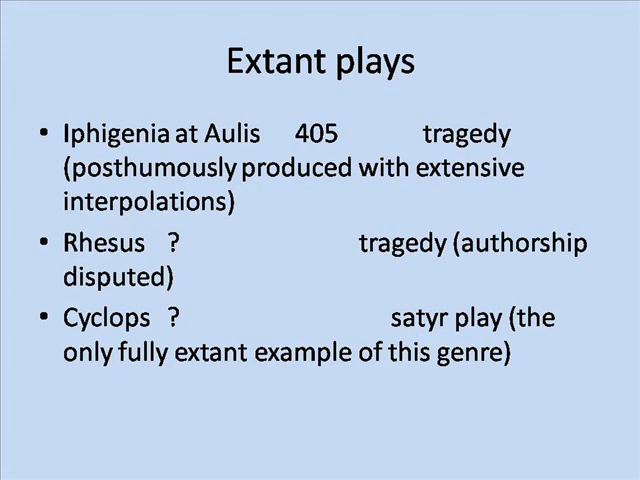 Extant plays
• Iphigenia at Aulis 405 tragedy
(posthumously produced with extensive
interpolations)
• Rhesus ? tragedy (authorship
disputed)
• Cyclops ? satyr play (the
only fully extant example of this genre)